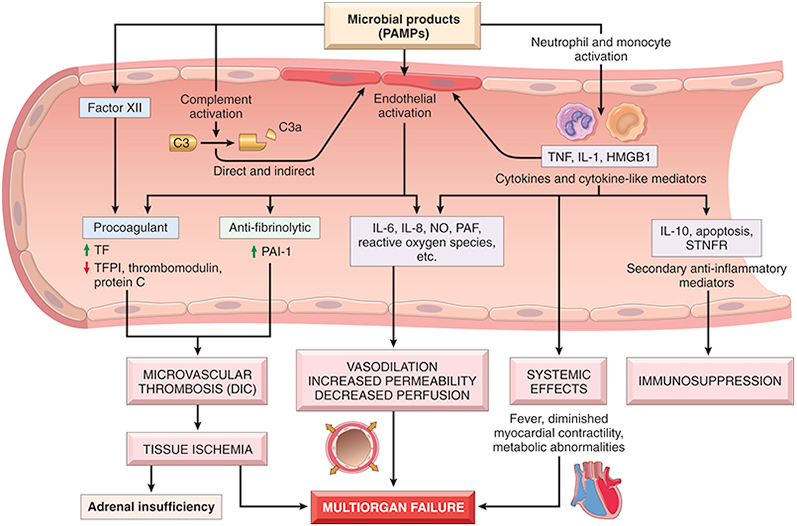 Microbial products
(PAMPs)
Neutrophil and monocyte
activation
Factor XII
Complement
activation
Endothelial
activation
C3
C3a
Direct and indirect
TNF, IL-1, HMGB1
Cytokines and cytokine-like mediators
Procoagulant
TF
TFPI, thrombomodulin,
protein C
Anti-fibrinolytic
PAI-1
IL-6, IL-8, NO, PAF,
reactive oxygen species,
etc.
IL-10, apoptosis,
STNFR
Secondary anti-inflammatory
mediators
MICROVASCULAR
THROMBOSIS (DIC)
VASODILATION
INCREASED PERMEABILITY
DECREASED PERFUSION
SYSTEMIC
EFFECTS
IMMUNOSUPPRESSION
Fever, diminished
myocardial contractility,
metabolic abnormalities
TISSUE ISCHEMIA
Adrenal insufficiency
MULTIORGAN FAILURE